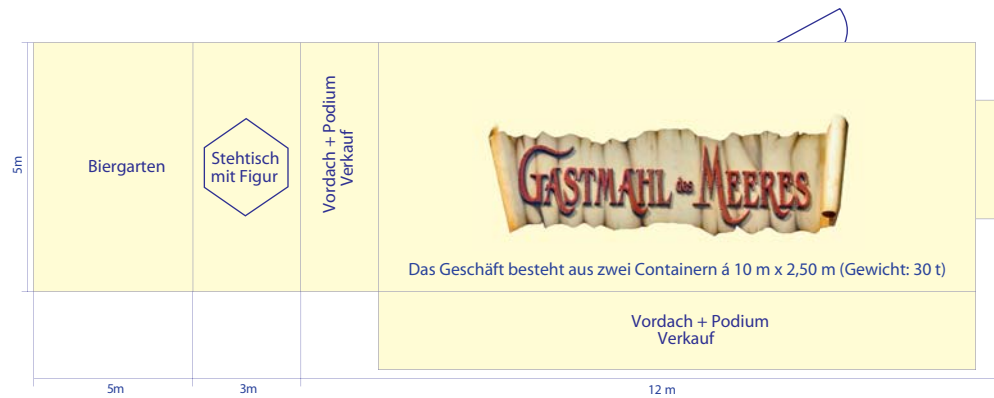 5m
Biergarten
Stehtisch
mit Figur
Vordach + Podium
Verkauf
GASTMAHL des MEERES
Das Geschäft besteht aus zwei Containern á 10 m x 2,50 m (Gewicht: 30 t)
Vordach + Podium
Verkauf
5m
3m
12 m